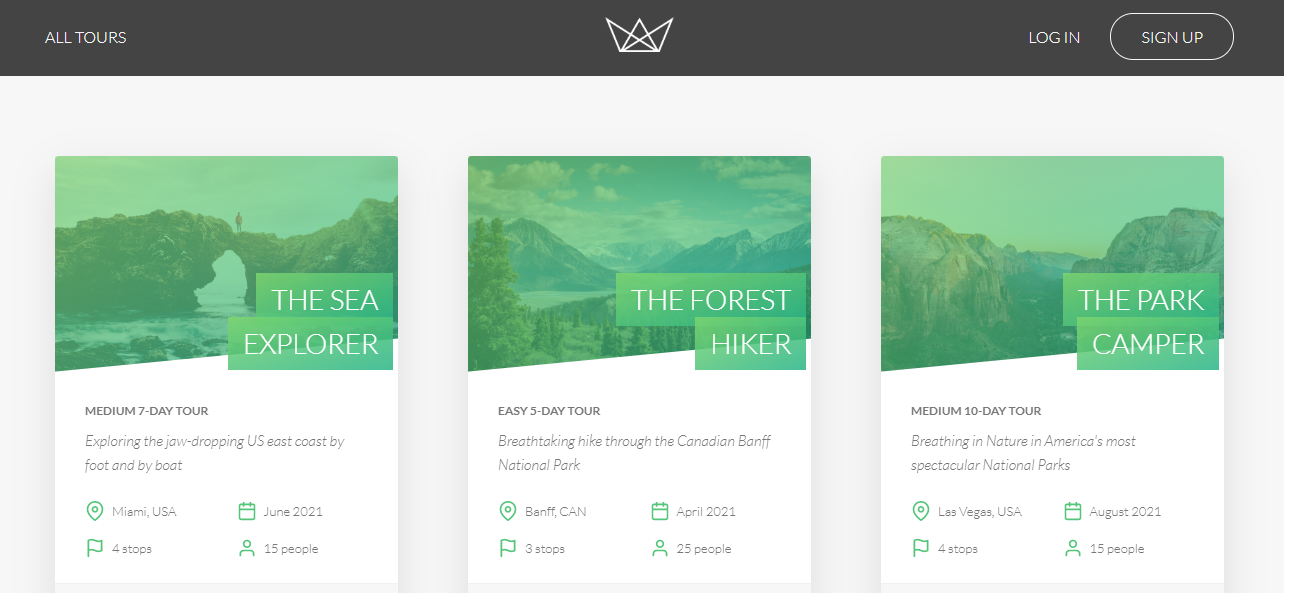 ALL TOURS
LOG IN
SIGN UP
THE SEA
EXPLORER
MEDIUM 7-DAY TOUR
Exploring the jaw-dropping US east coast by
foot and by boat
Miami, USA
June 2021
4 stops
15 people
THE FOREST
HIKER
EASY 5-DAY TOUR
Breathtaking hike through the Canadian Banff
National Park
Banff, CAN
April 2021
3 stops
25 people
THE PARK
CAMPER
MEDIUM 10-DAY TOUR
Breathing in Nature in America's most
spectacular National Parks
Las Vegas, USA
August 2021
4 stops
15 people